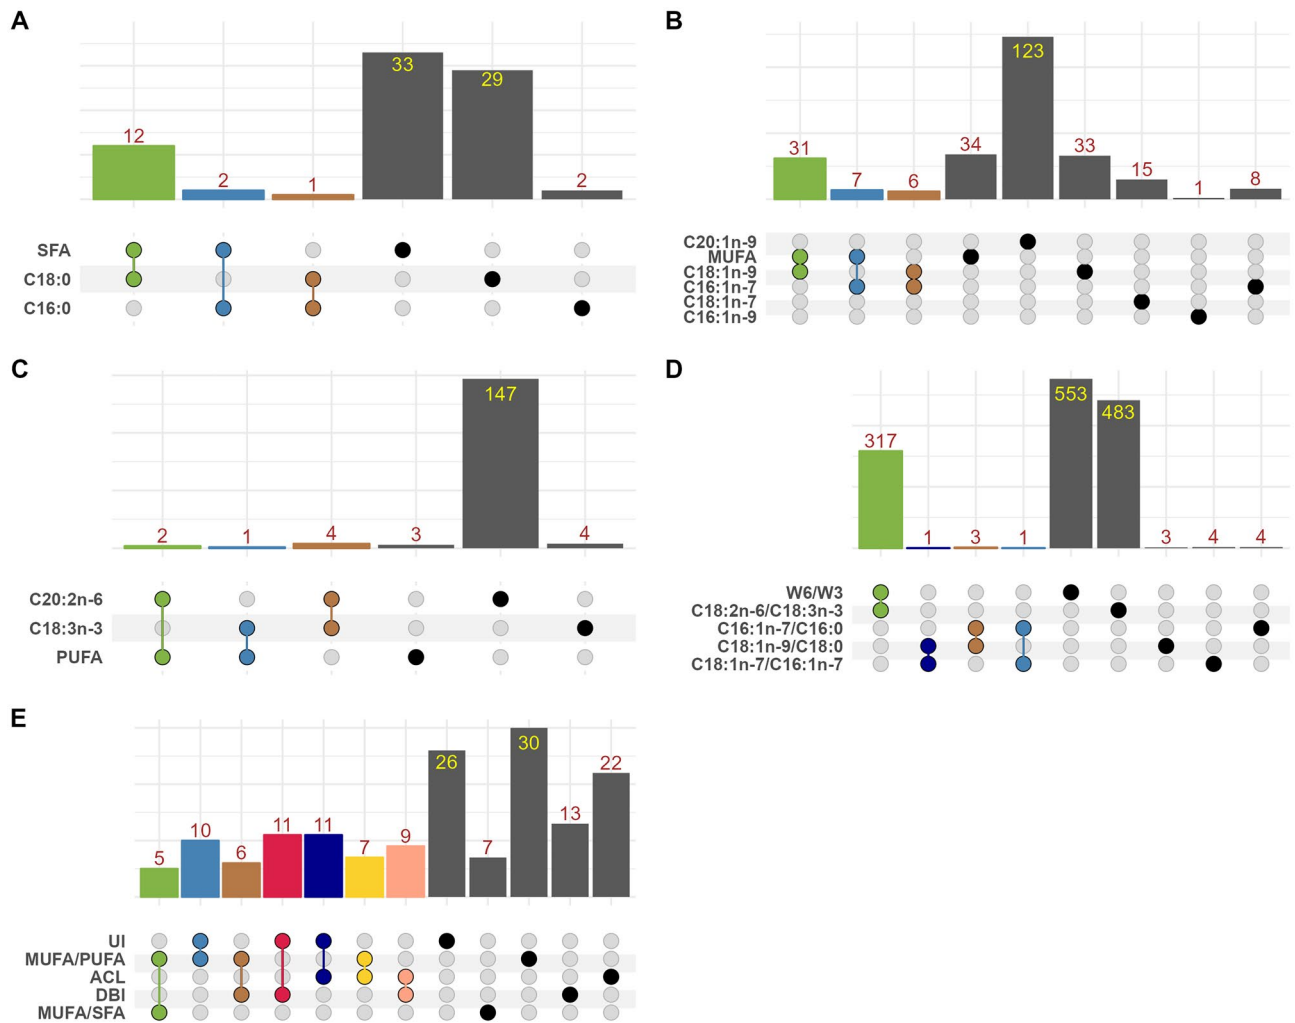 A
12
2
1
33
29
2
SFA
C18:0
C16:0
B
31
7
6
34
123
33
15
1
8
C20:1n-9
MUFA
C18:1n-9
C16:1n-7
C18:1n-7
C16:1n-9
C
2
1
4
3
147
4
C20:2n-6
C18:3n-3
PUFA
D
317
1
3
1
553
483
3
4
4
W6/W3
C18:2n-6/C18:3n-3
C16:1n-7/C16:0
C18:1n-9/C18:0
C18:1n-7/C16:1n-7
E
5
10
6
11
11
7
9
26
7
30
13
22
UI
MUFA/PUFA
ACL
DBI
MUFA/SFA